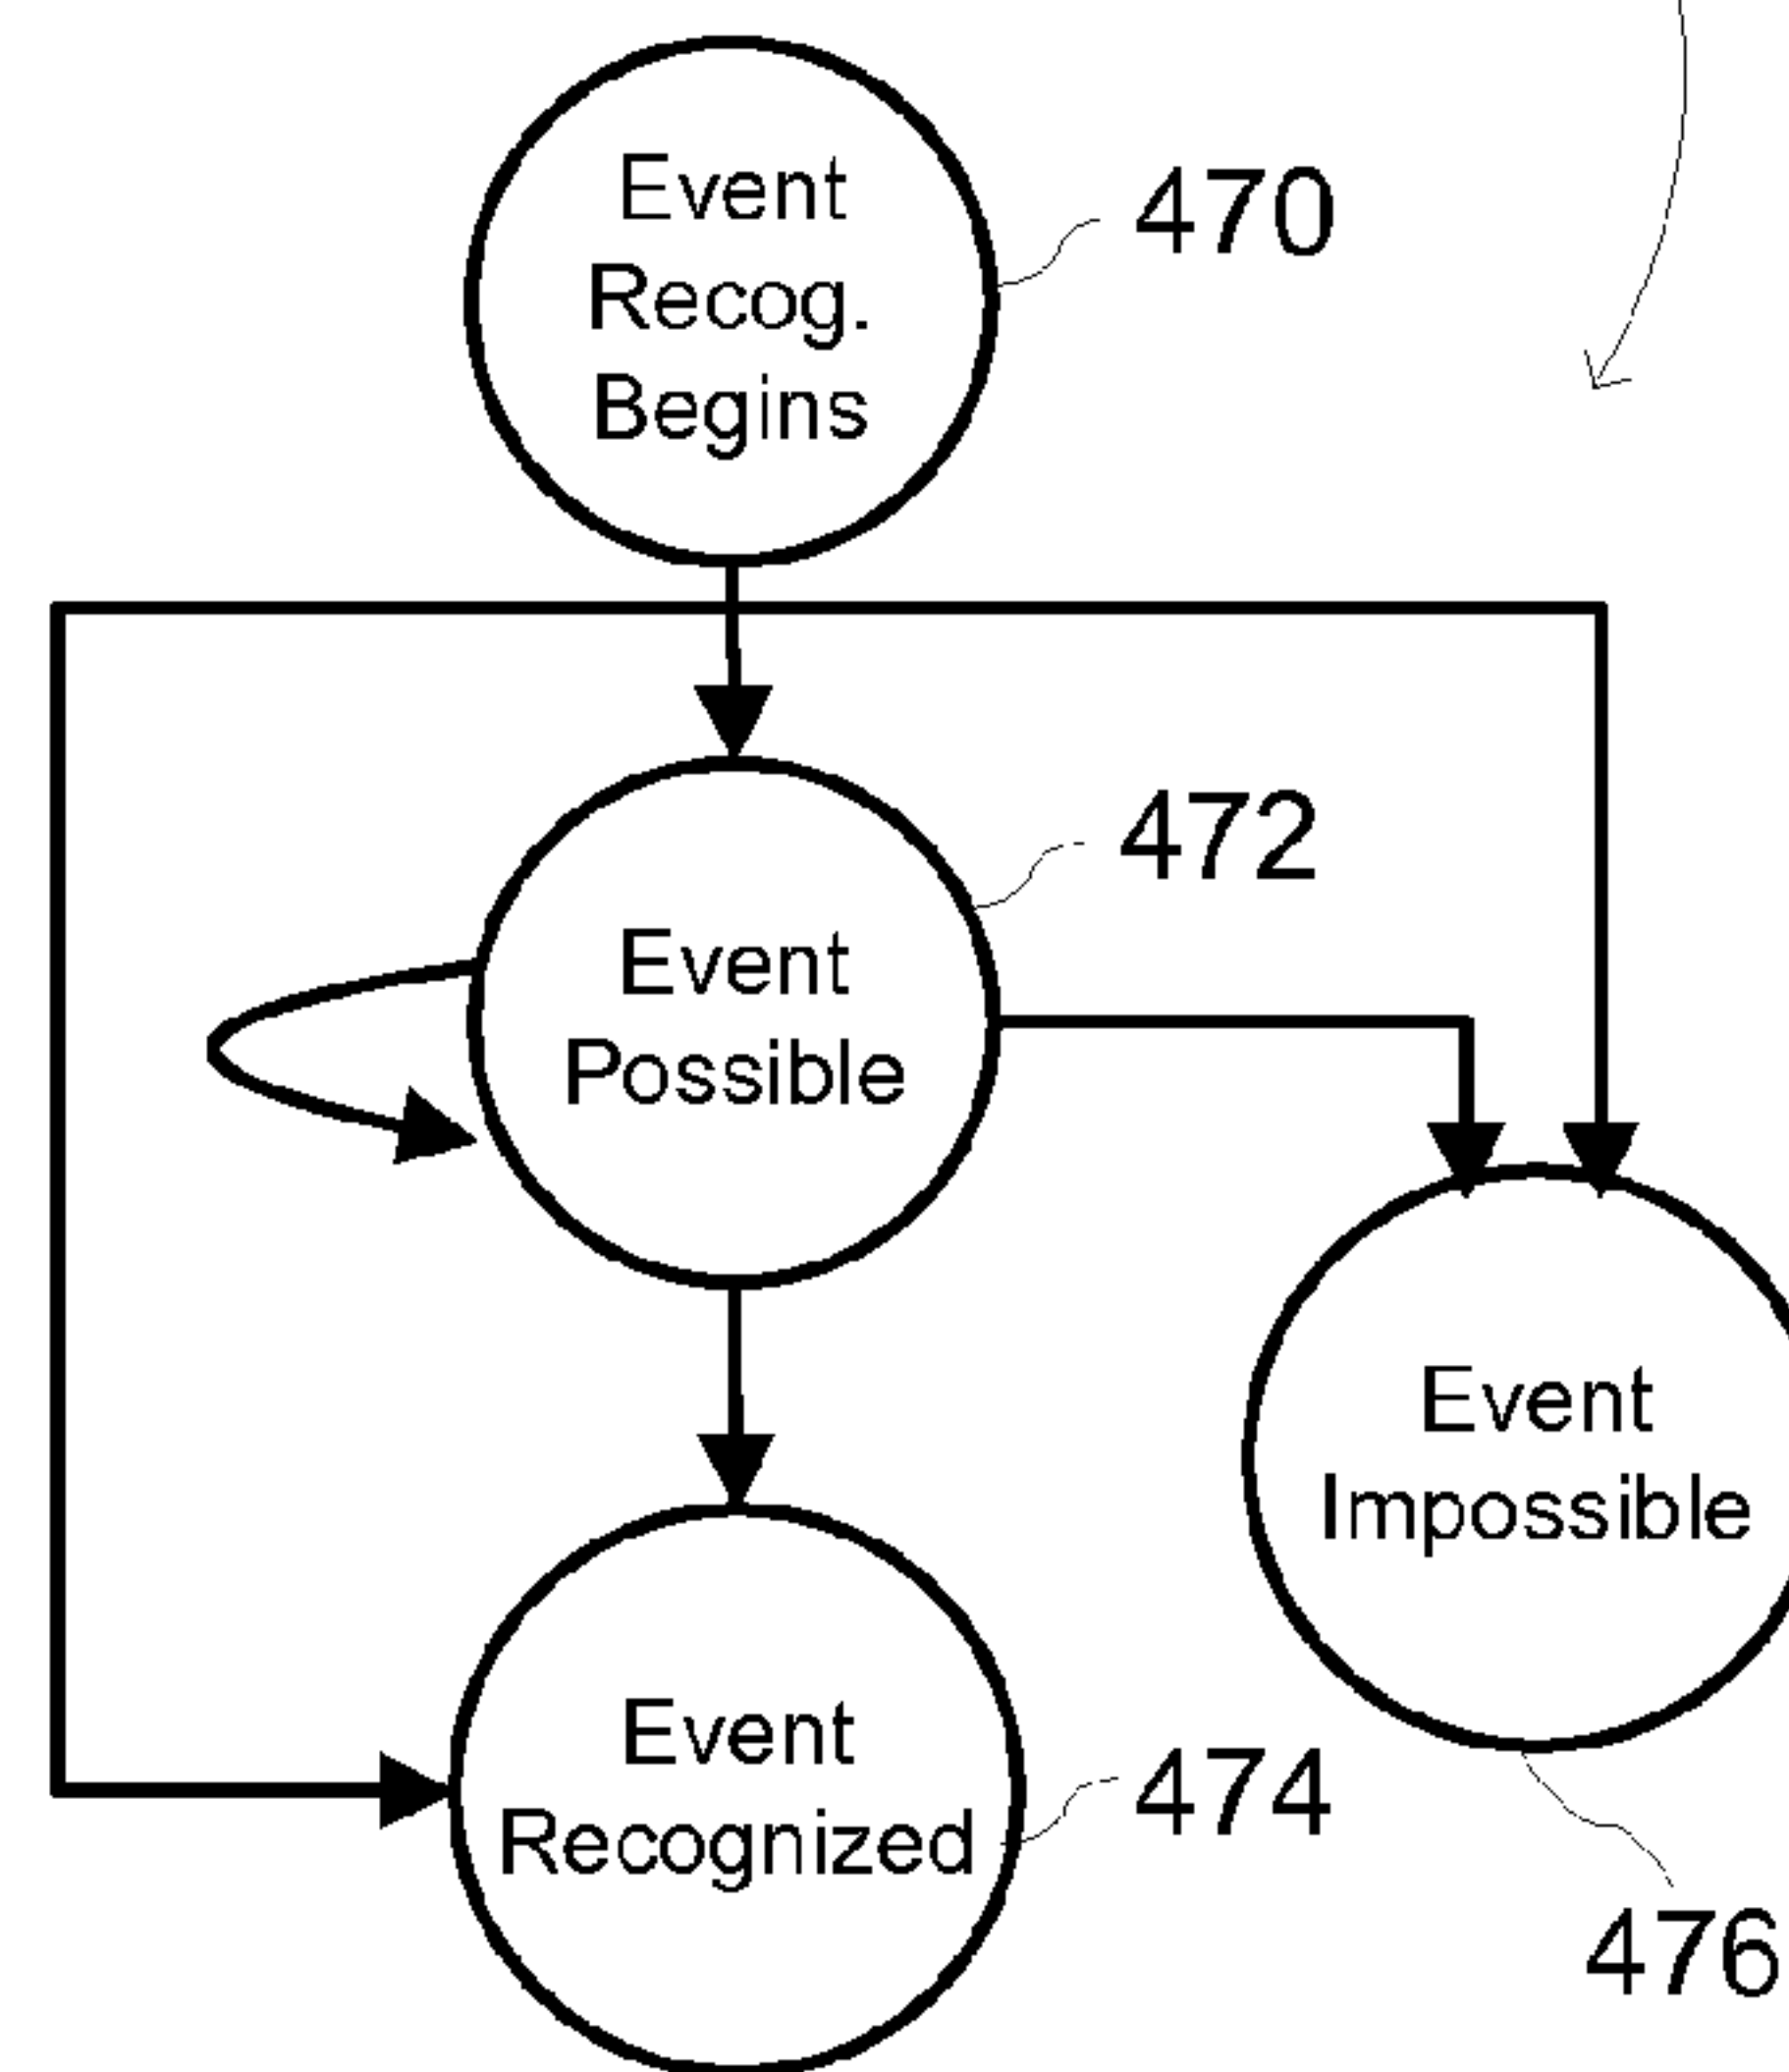 Event
Recog.
Begins
470
472
Event
Possible
Event
Impossible
Event
Recognized
474
476